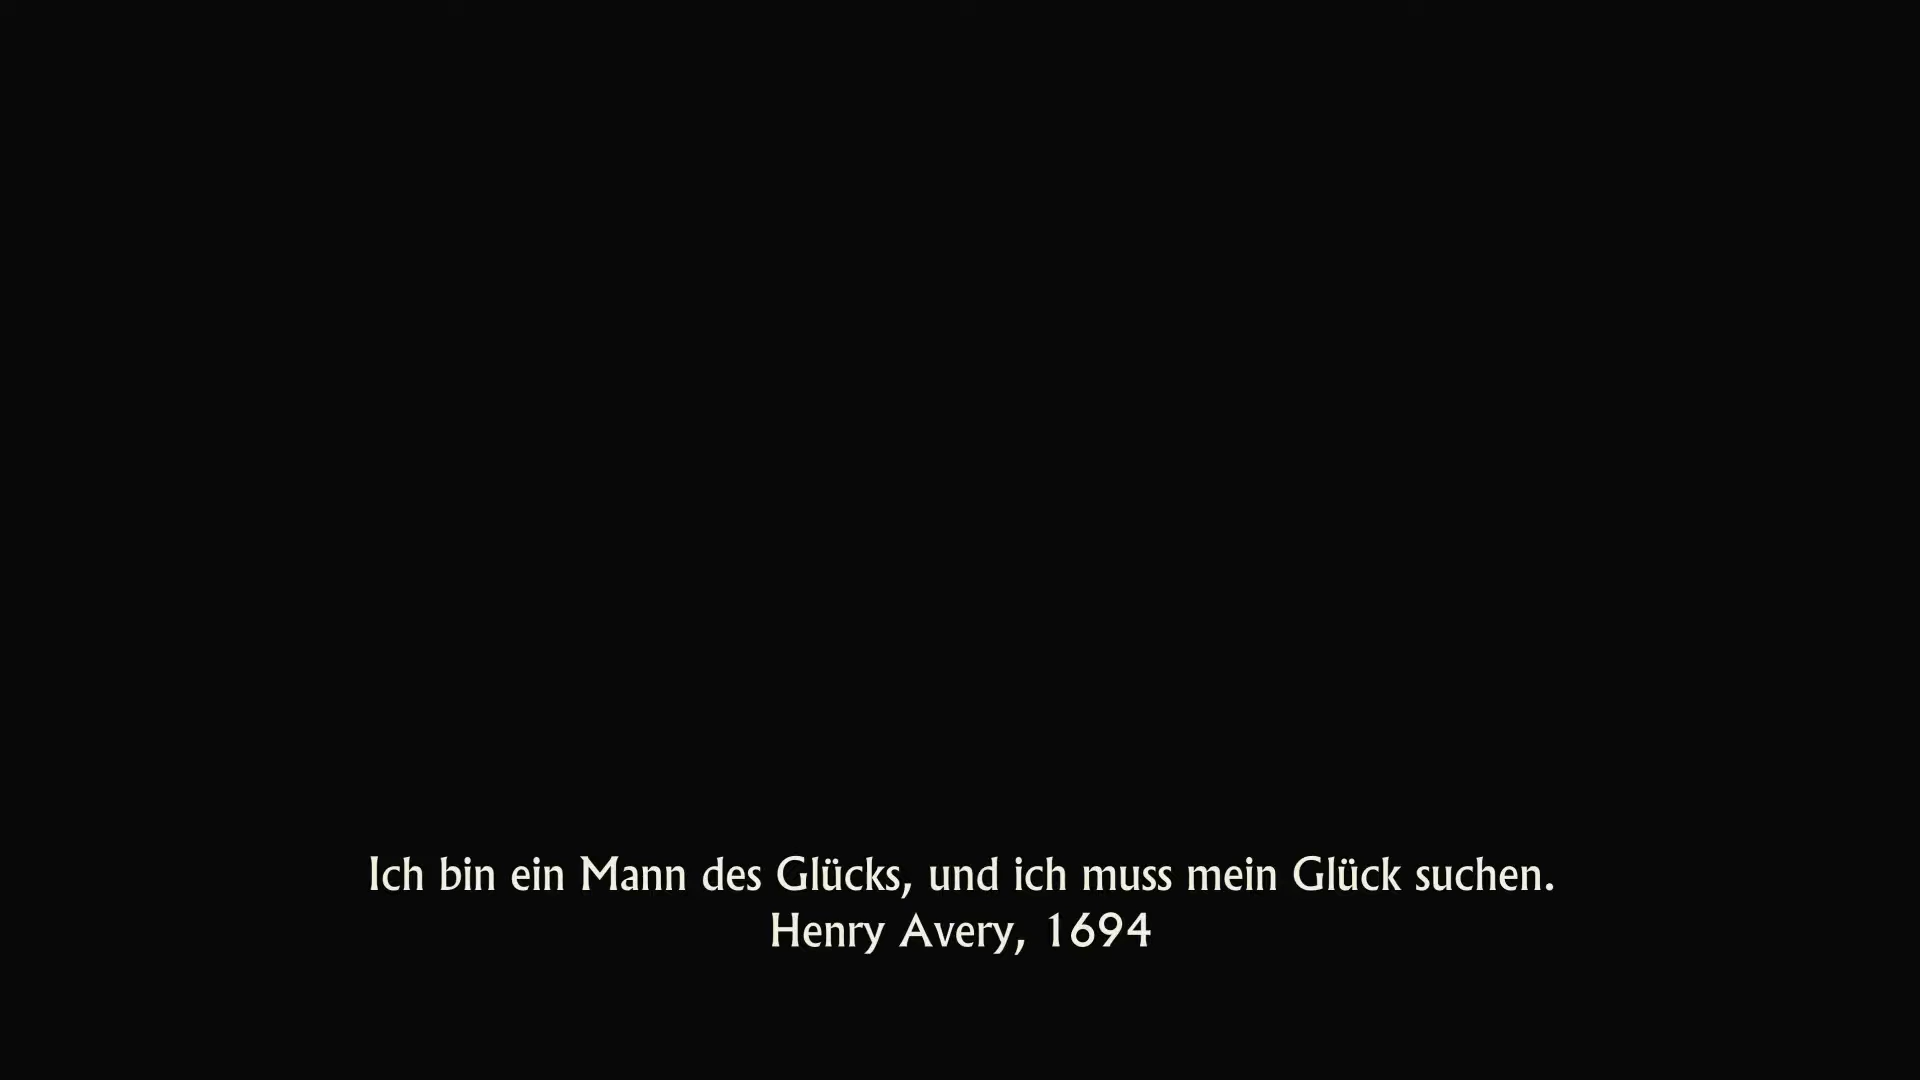 Ich bin ein Mann des Glücks, und ich muss mein Glück suchen.
Henry Avery, 1694